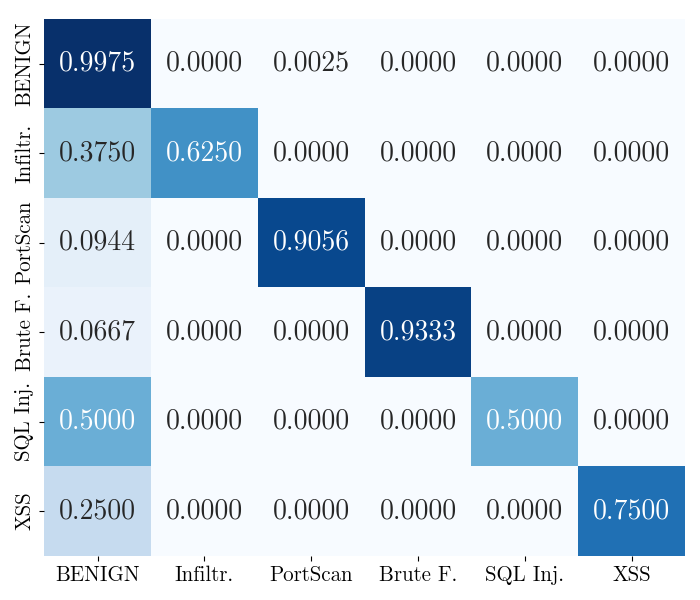 BENIGN 0.9975 0.0000 0.0025 0.0000 0.0000 0.0000
Infiltr. 0.3750 0.6250 0.0000 0.0000 0.0000 0.0000
PortScan 0.0944 0.0000 0.9056 0.0000 0.0000 0.0000
Brute F. 0.0667 0.0000 0.0000 0.9333 0.0000 0.0000
SQL Inj. 0.5000 0.0000 0.0000 0.0000 0.5000 0.0000
XSS 0.2500 0.0000 0.0000 0.0000 0.0000 0.7500
BENIGN Infiltr. PortScan Brute F. SQL Inj. XSS